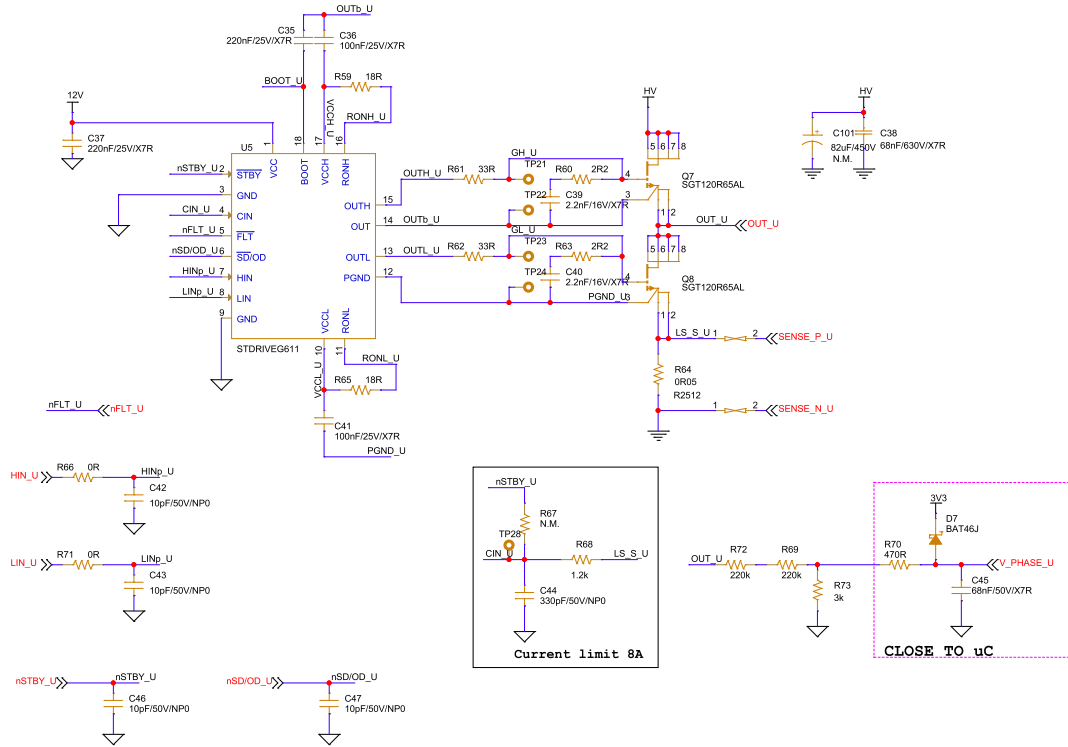 OUTb_U
C35
220nF/25V/X7R
C36
100nF/25V/X7R
R59 18R
BOOT_U
VCCH_U
RONH_U
12V
C37
220nF/25V/X7R
U5
1
18
17
16
VCC
BOOT
VCCH
RONH
nSTBY_U 2 STBY
3 GND
CIN_U 4 CIN
nFLT_U 5 FLT
nSD/OD_U 6 SD/OD
HINp_U 7 HIN
LINp_U 8 LIN
9 GND
OUTH 15 OUTH_U
OUT 14 OUTb_U
OUTL 13 OUTL_U
PGND 12
VCCL
RONL
10
11
STDRIVEG611
VCCL_U
RONL_U
R65 18R
C41
100nF/25V/X7R
PGND_U
R61 33R
GH_U
TP21
R60 2R2
TP22
C39
2.2nF/16V/X7R
GL_U
R62 33R
TP23
R63 2R2
TP24
C40
2.2nF/16V/X7R
PGND_U
HV
5 6 7 8
4
3
1 2
Q7
SGT120R65AL
OUT_U
OUT_U
5 6 7 8
4
3
1 2
Q8
SGT120R65AL
LS_S_U 1 2 SENSE_P_U
R64
0R05
R2512
1 2 SENSE_N_U
HV
C101
82uF/450V
N.M.
C38
68nF/630V/X7R
nFLT_U nFLT_U
HIN_U R66 0R HINp_U
C42
10pF/50V/NP0
LIN_U R71 0R LINp_U
C43
10pF/50V/NP0
nSTBY_U nSTBY_U
C46
10pF/50V/NP0
nSD/OD_U nSD/OD_U
C47
10pF/50V/NP0
nSTBY_U
R67
N.M.
TP28
CIN_U
R68
1.2k
LS_S_U
C44
330pF/50V/NP0
Current limit 8A
OUT_U R72
220k
R69
220k
R73
3k
R70
470R
3V3
D7
BAT46J
V_PHASE_U
C45
68nF/50V/X7R
CLOSE TO uC